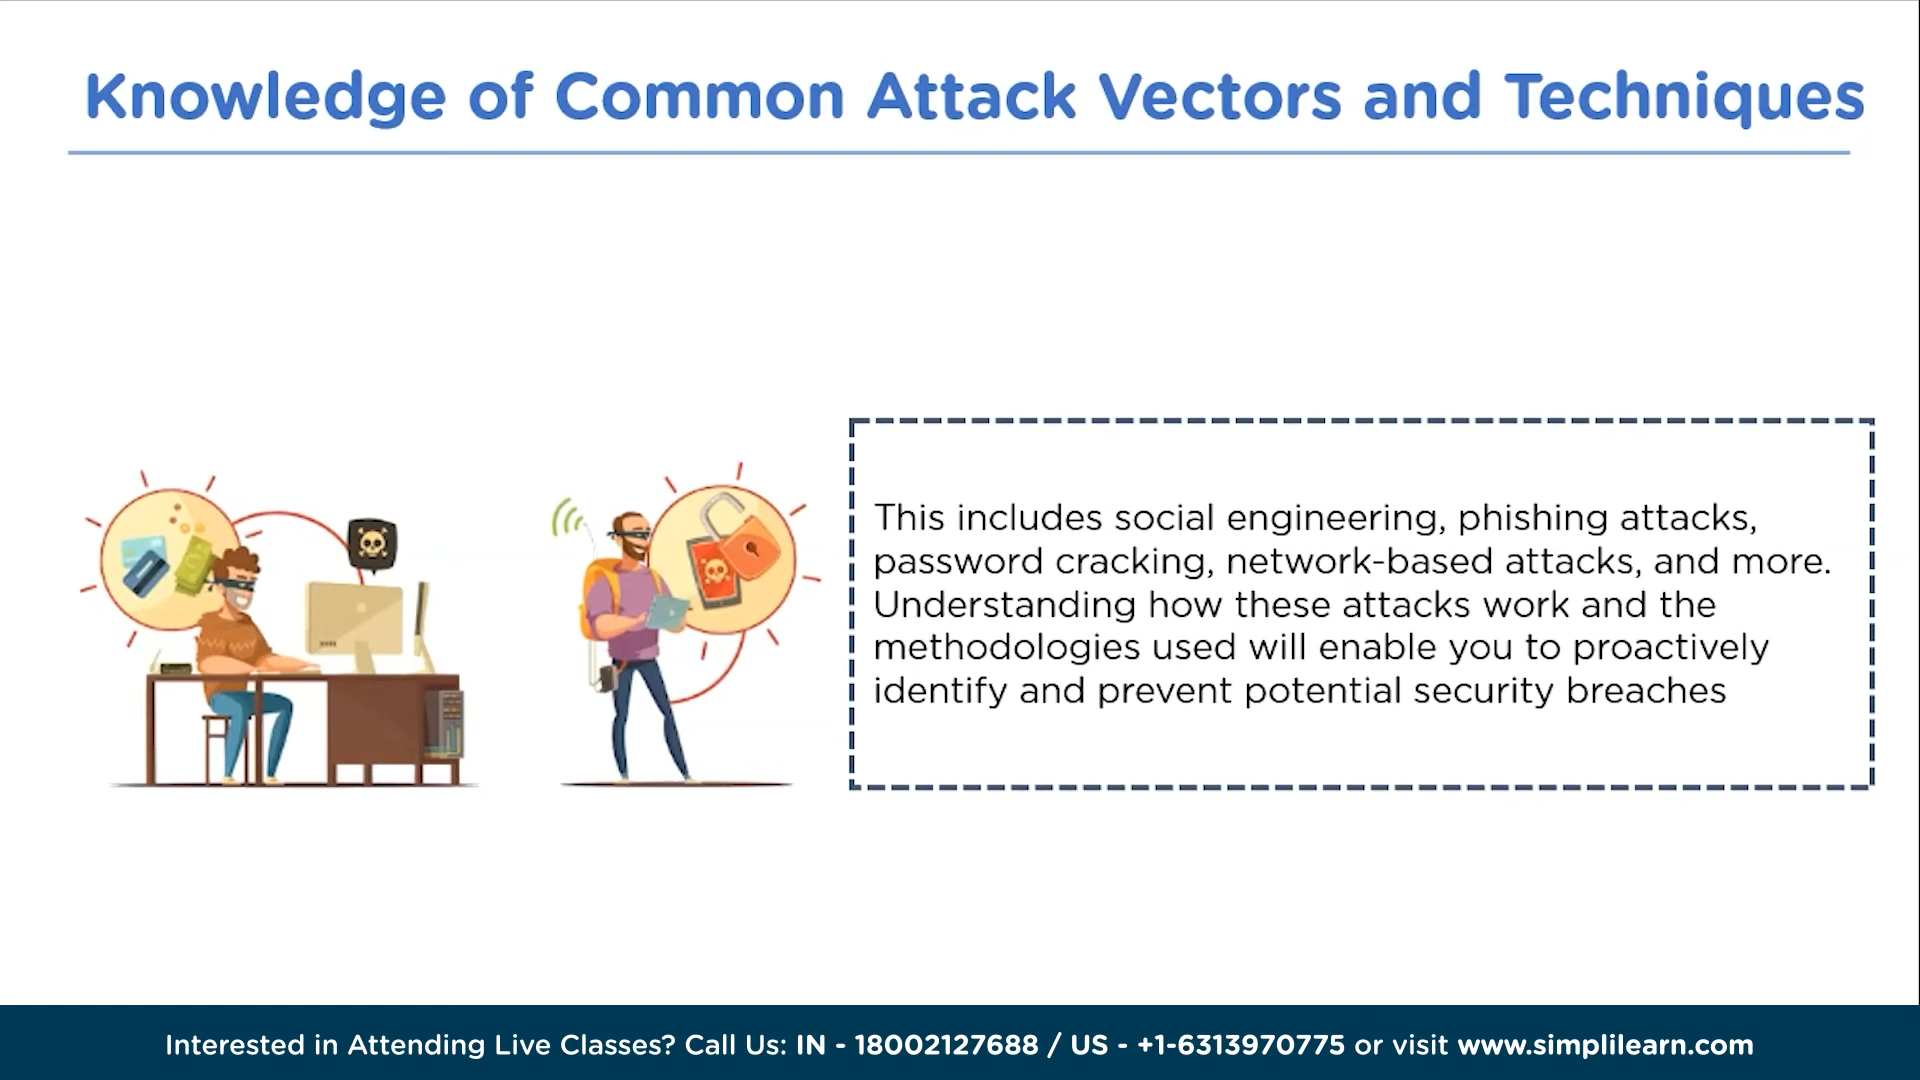 Knowledge of Common Attack Vectors and Techniques
This includes social engineering, phishing attacks,
password cracking, network-based attacks, and more.
Understanding how these attacks work and the
methodologies used will enable you to proactively
identify and prevent potential security breaches
Interested in Attending Live Classes? Call Us: IN - 18002127688 / US - +1-6313970775 or visit www.simplilearn.com